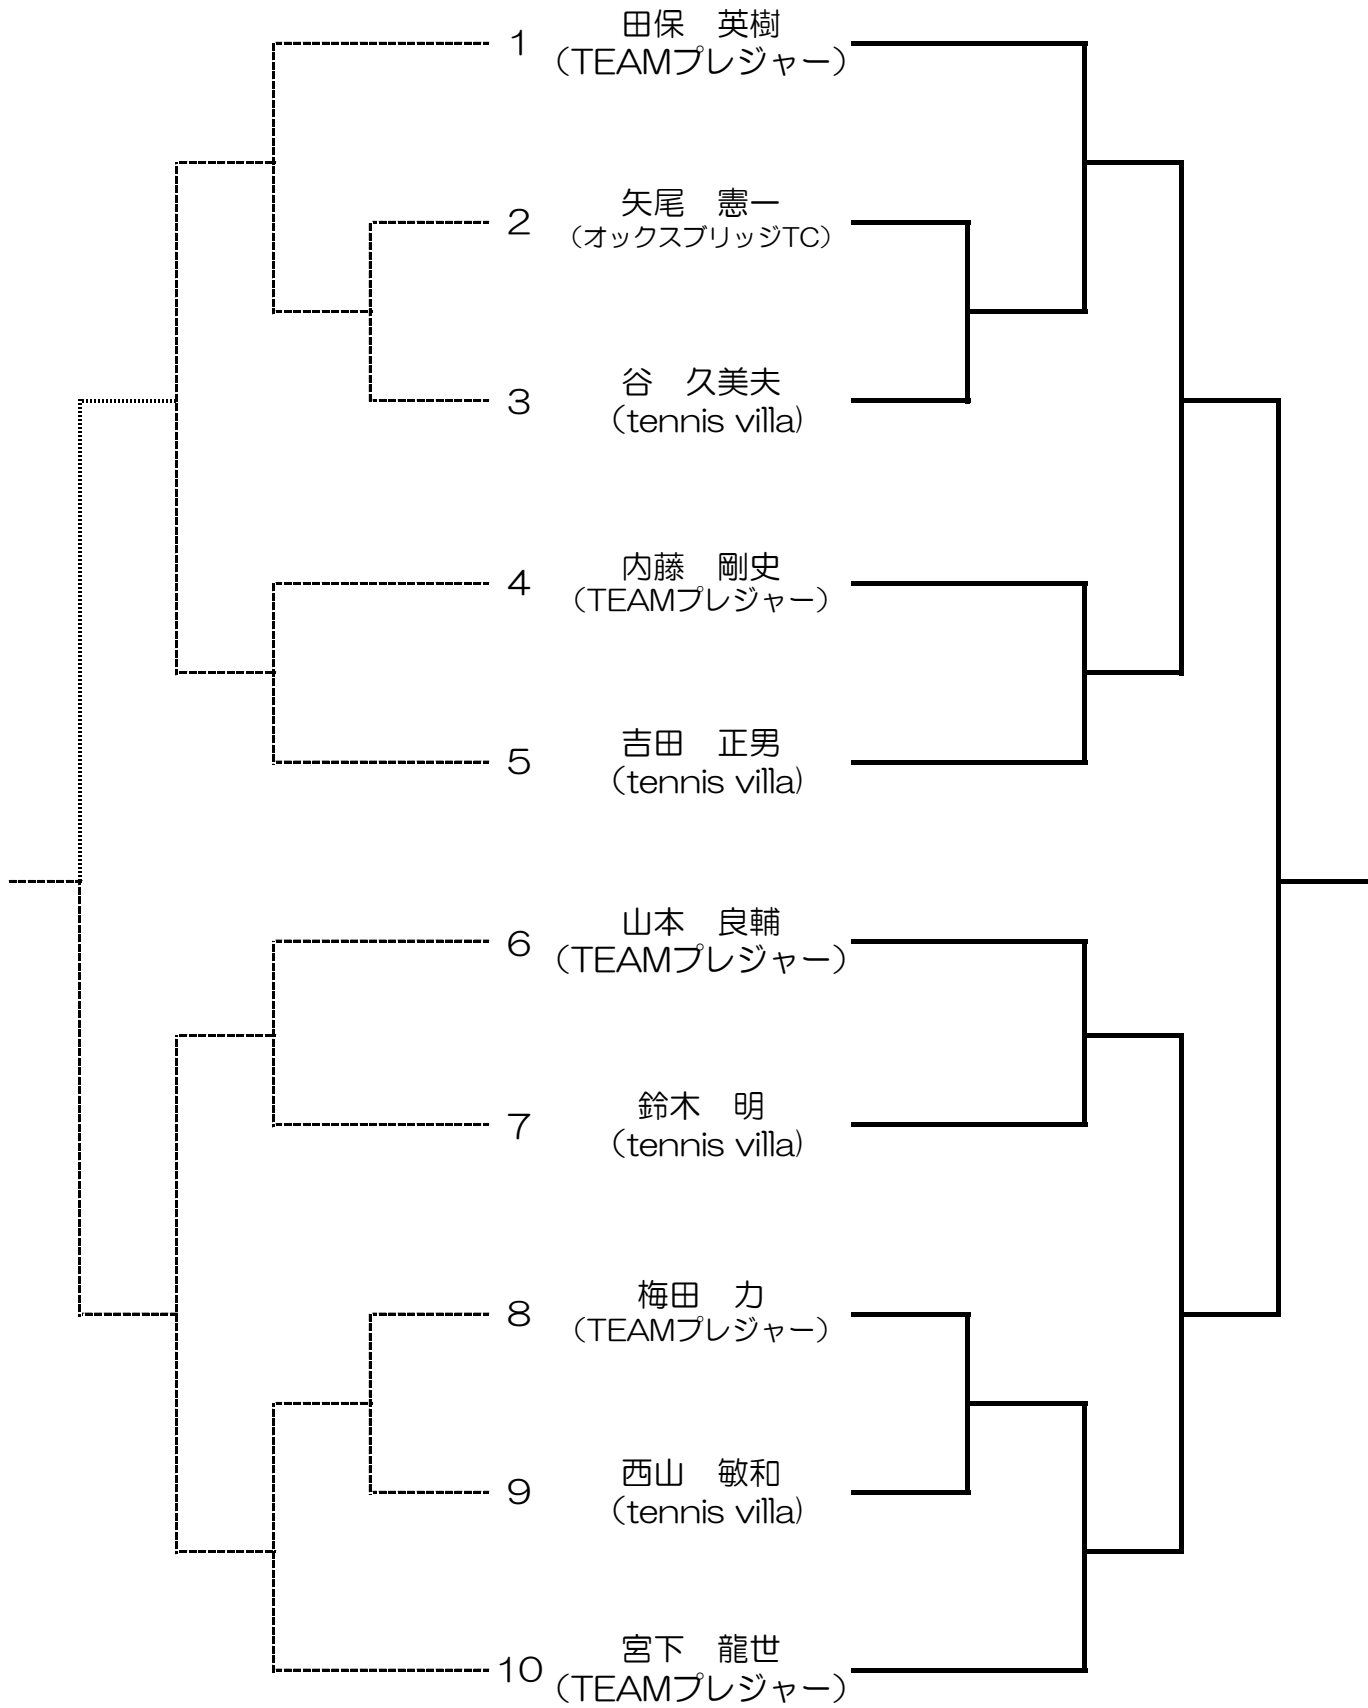 1
田保　英樹
（TEAMプレジャー）
2
矢尾　憲一
（オックスブリッジTC）
3
谷　久美夫
（tennis villa)
4
内藤　剛史
（TEAMプレジャー）
5
吉田　正男
（tennis villa)
6
山本　良輔
（TEAMプレジャー）
7
鈴木　明
（tennis villa)
8
梅田　力
（TEAMプレジャー）
9
西山　敏和
（tennis villa)
10
宮下　龍世
（TEAMプレジャー）